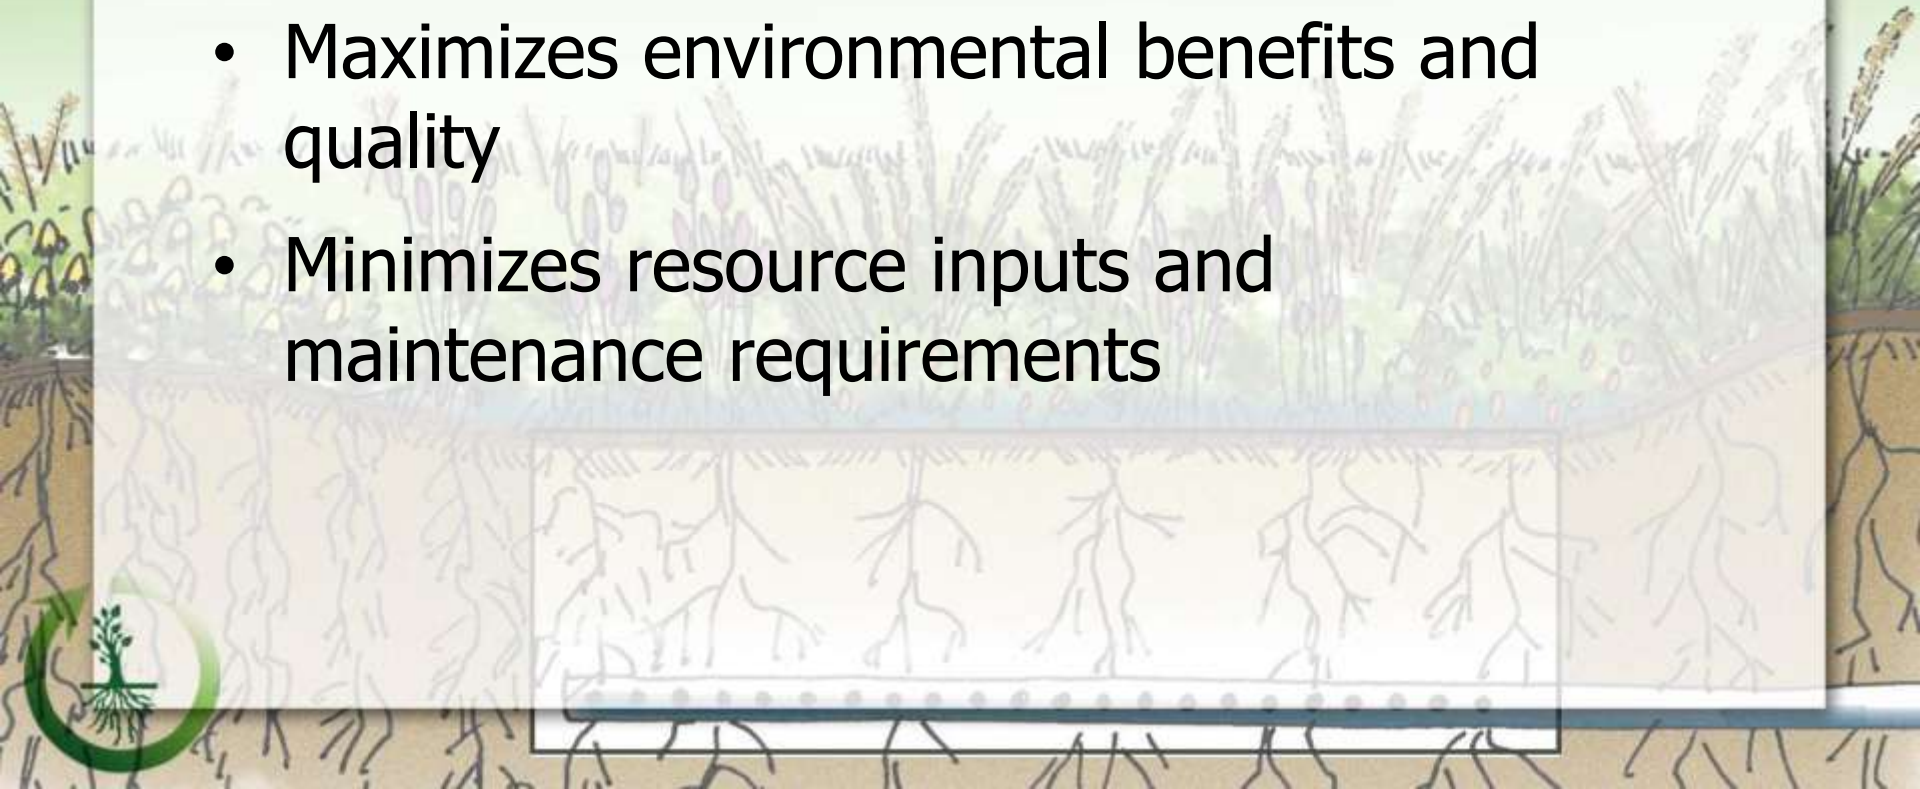 • Maximizes environmental benefits and
quality
• Minimizes resource inputs and
maintenance requirements